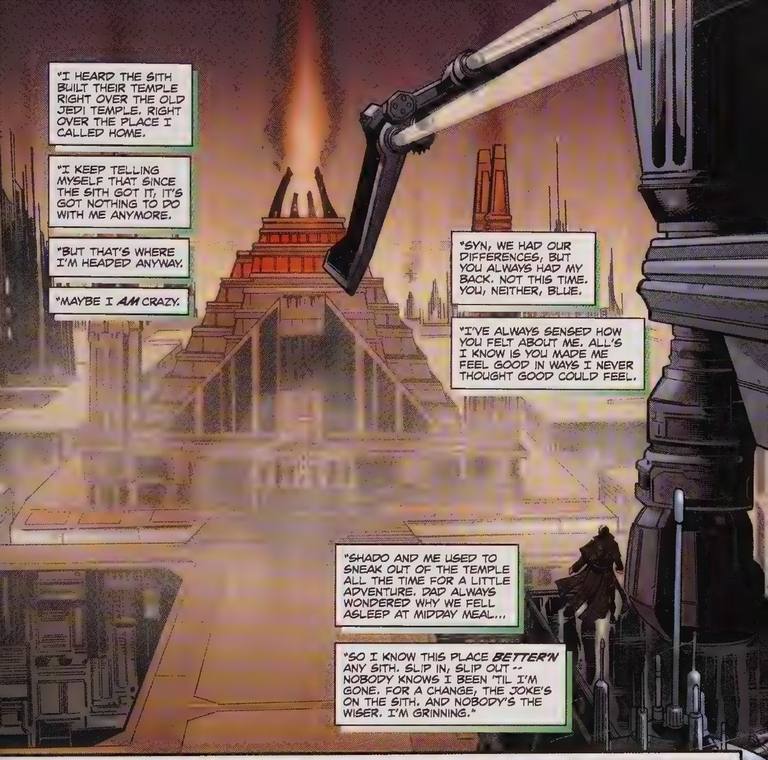 "I HEARD THE SITH
BUILT THEIR TEMPLE
RIGHT OVER THE OLD
JEDI TEMPLE. RIGHT
OVER THE PLACE I
CALLED HOME.
"I KEEP TELLING
MYSELF THAT SINCE
THE SITH GOT IT, IT'S
GOT NOTHING TO DO
WITH ME ANYMORE.
"BUT THAT'S WHERE
I'M HEADED ANYWAY.
"MAYBE I AM CRAZY.
"SYN, WE HAD OUR
DIFFERENCES, BUT
YOU ALWAYS HAD MY
BACK. NOT THIS TIME.
YOU, NEITHER, BLUE.
"I'VE ALWAYS SENSED HOW
YOU FELT ABOUT ME. ALL'S
I KNOW IS YOU MADE ME
FEEL GOOD IN WAYS I NEVER
THOUGHT GOOD COULD FEEL.
"SHADO AND ME USED TO
SNEAK OUT OF THE TEMPLE
ALL THE TIME FOR A LITTLE
ADVENTURE. DAD ALWAYS
WONDERED WHY WE FELL
ASLEEP AT MIDDAY MEAL...
"SO I KNOW THIS PLACE BETTER'N
ANY SITH. SLIP IN, SLIP OUT --
NOBODY KNOWS I BEEN 'TIL I'M
GONE. FOR A CHANGE, THE JOKE'S
ON THE SITH. AND NOBODY'S THE
WISER. I'M GRINNING."